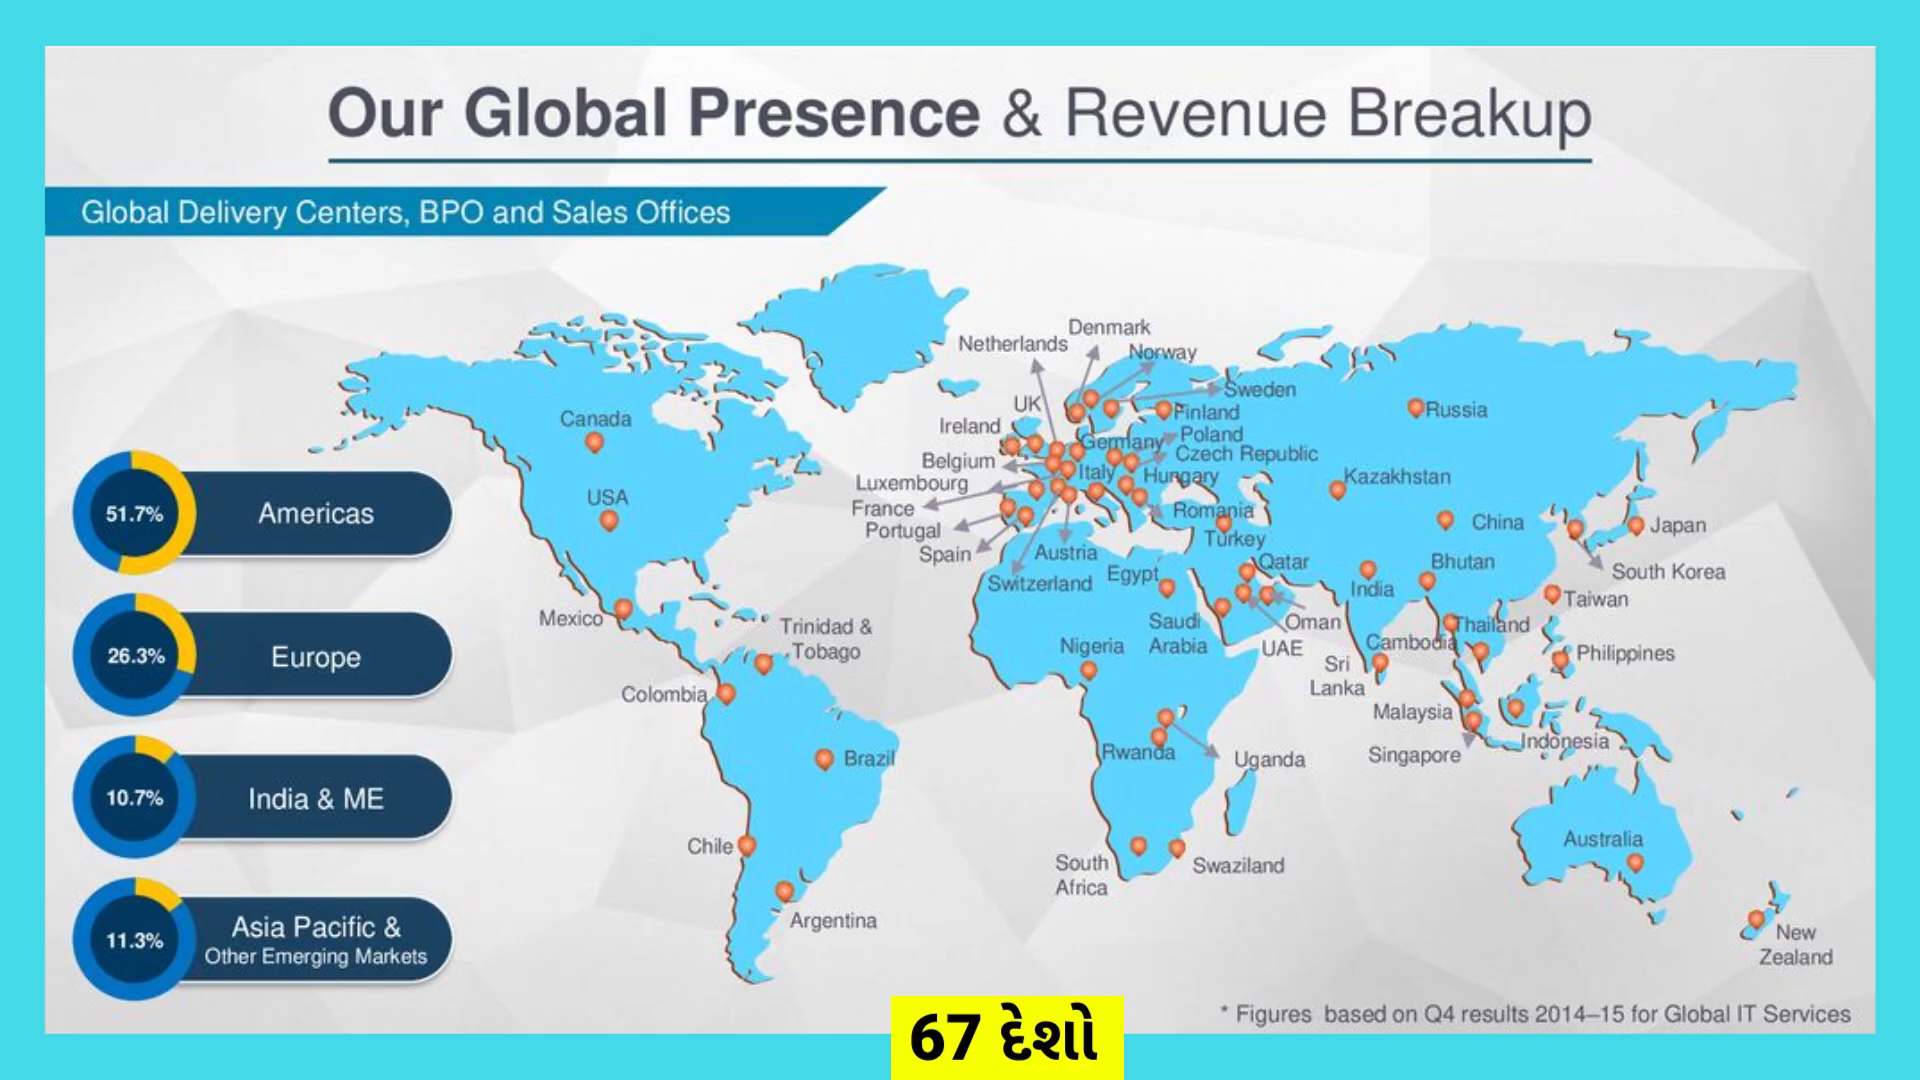 Our Global Presence & Revenue Breakup
Global Delivery Centers, BPO and Sales Offices
51.7%
Americas
26.3%
Europe
10.7%
India & ME
11.3%
Asia Pacific &
Other Emerging Markets
Canada
USA
Mexico
Trinidad &
Tobago
Colombia
Brazil
Chile
Argentina
Denmark
Netherlands
Norway
Sweden
UK
Finland
Ireland
Poland
Germany
Czech Republic
Belgium
Italy
Hungary
Luxembourg
France
Romania
Portugal
Turkey
Spain
Austria
Switzerland
Egypt
Qatar
Saudi
Arabia
Oman
UAE
Nigeria
Rwanda
Uganda
South
Africa
Swaziland
Russia
Kazakhstan
China
Japan
Bhutan
South Korea
India
Taiwan
Thailand
Cambodia
Philippines
Sri
Lanka
Malaysia
Indonesia
Singapore
Australia
New
Zealand
* Figures based on Q4 results 2014–15 for Global IT Services
67 દેશો